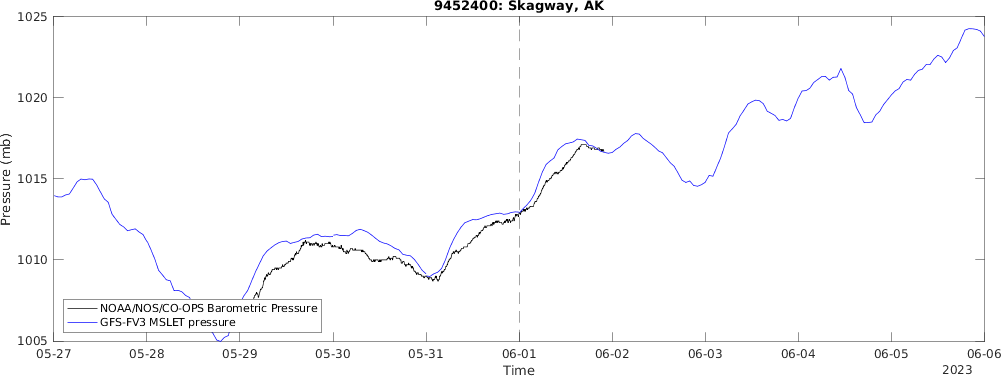 9452400: Skagway, AK
Pressure (mb)
1025
1020
1015
1010
1005
NOAA/NOS/CO-OPS Barometric Pressure
GFS-FV3 MSLET pressure
05-27 05-28 05-29 05-30 05-31 06-01 06-02 06-03 06-04 06-05 06-06
Time
2023